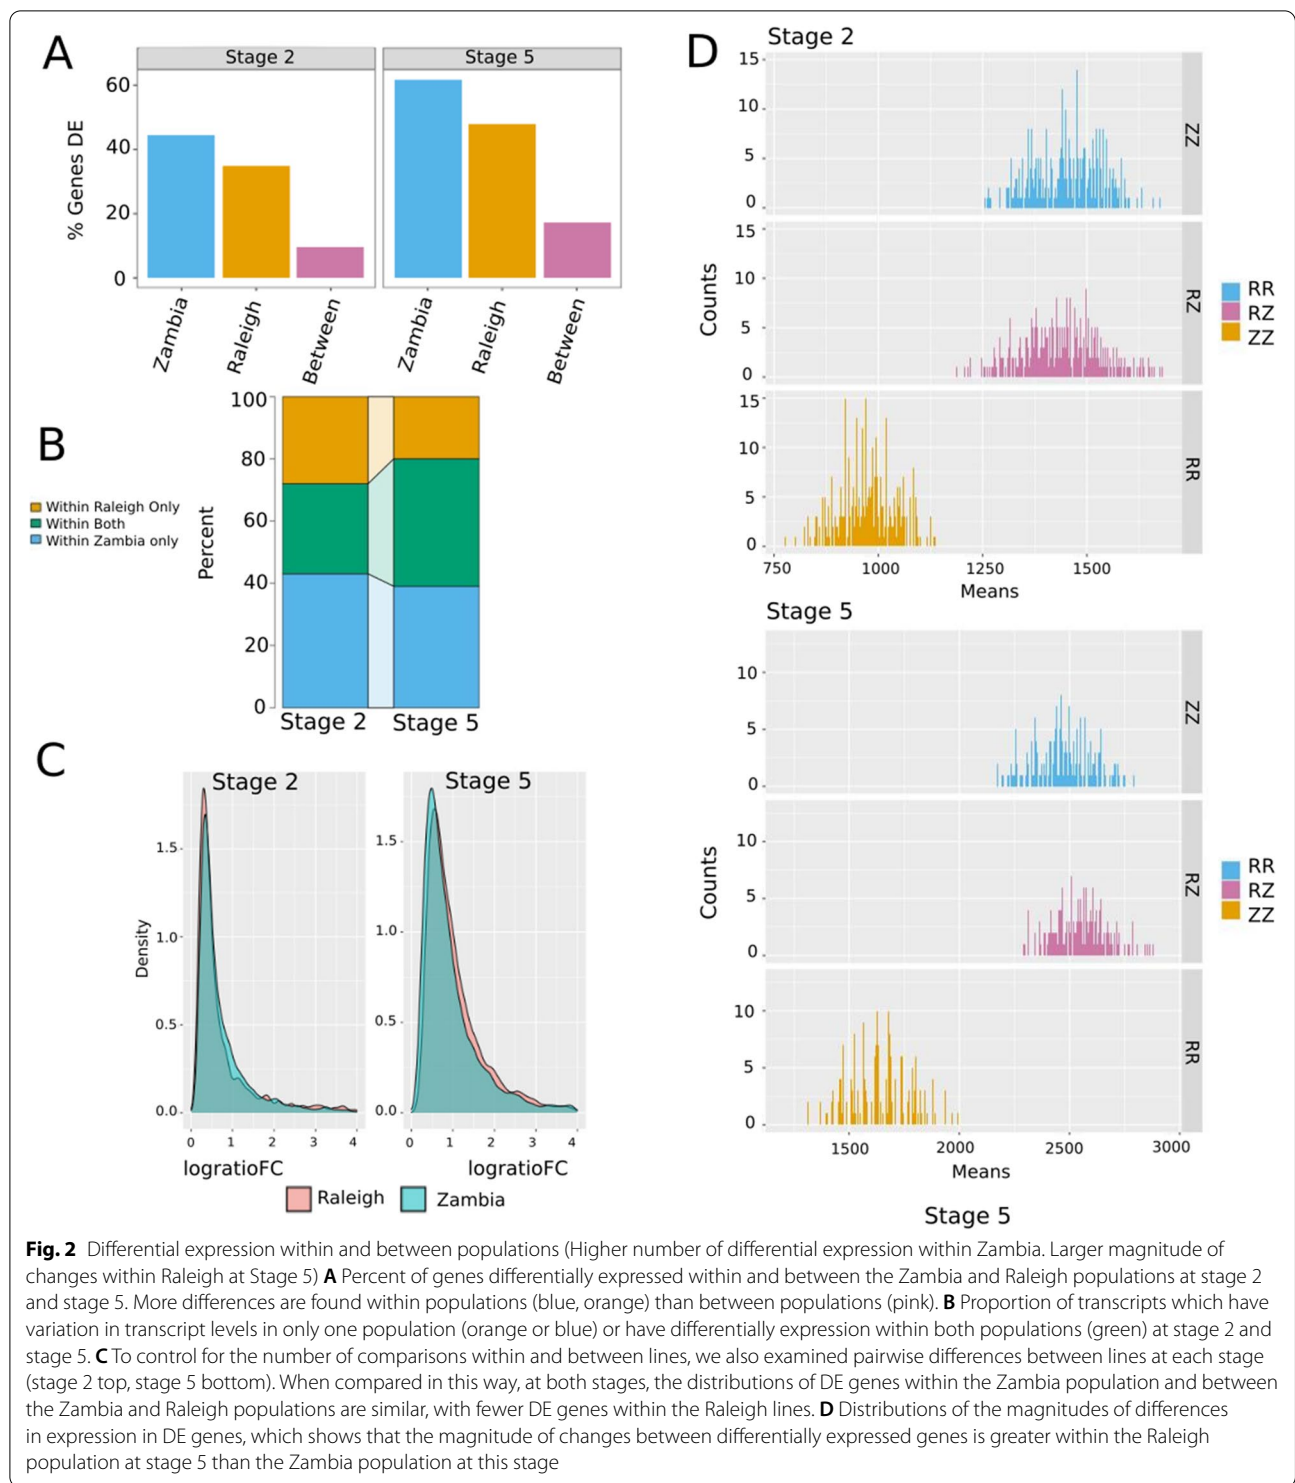 A
Stage 2
Stage 5
% Genes DE
60
40
20
0
Zambia
Raleigh
Between
Zambia
Raleigh
Between
B
Within Raleigh Only
Within Both
Within Zambia only
Percent
100
80
60
40
20
0
Stage 2
Stage 5
C
Stage 2
Stage 5
Density
1.5
1.0
0.5
0.0
0
1
2
3
4
logratioFC
1.5
1.0
0.5
0.0
0
1
2
3
4
logratioFC
Raleigh
Zambia
D
Stage 2
Counts
15
10
5
0
ZZ
15
10
5
0
RZ
15
10
5
0
RR
750
1000
1250
1500
Means
RR
RZ
ZZ
Stage 5
Counts
10
5
0
ZZ
10
5
0
RZ
10
5
0
RR
1500
2000
2500
3000
Means
RR
RZ
ZZ
Stage 5
Fig. 2 Differential expression within and between populations (Higher number of differential expression within Zambia. Larger magnitude of
changes within Raleigh at Stage 5) A Percent of genes differentially expressed within and between the Zambia and Raleigh populations at stage 2
and stage 5. More differences are found within populations (blue, orange) than between populations (pink). B Proportion of transcripts which have
variation in transcript levels in only one population (orange or blue) or have differentially expression within both populations (green) at stage 2 and
stage 5. C To control for the number of comparisons within and between lines, we also examined pairwise differences between lines at each stage
(stage 2 top, stage 5 bottom). When compared in this way, at both stages, the distributions of DE genes within the Zambia population and between
the Zambia and Raleigh populations are similar, with fewer DE genes within the Raleigh lines. D Distributions of the magnitudes of differences
in expression in DE genes, which shows that the magnitude of changes between differentially expressed genes is greater within the Raleigh
population at stage 5 than the Zambia population at this stage